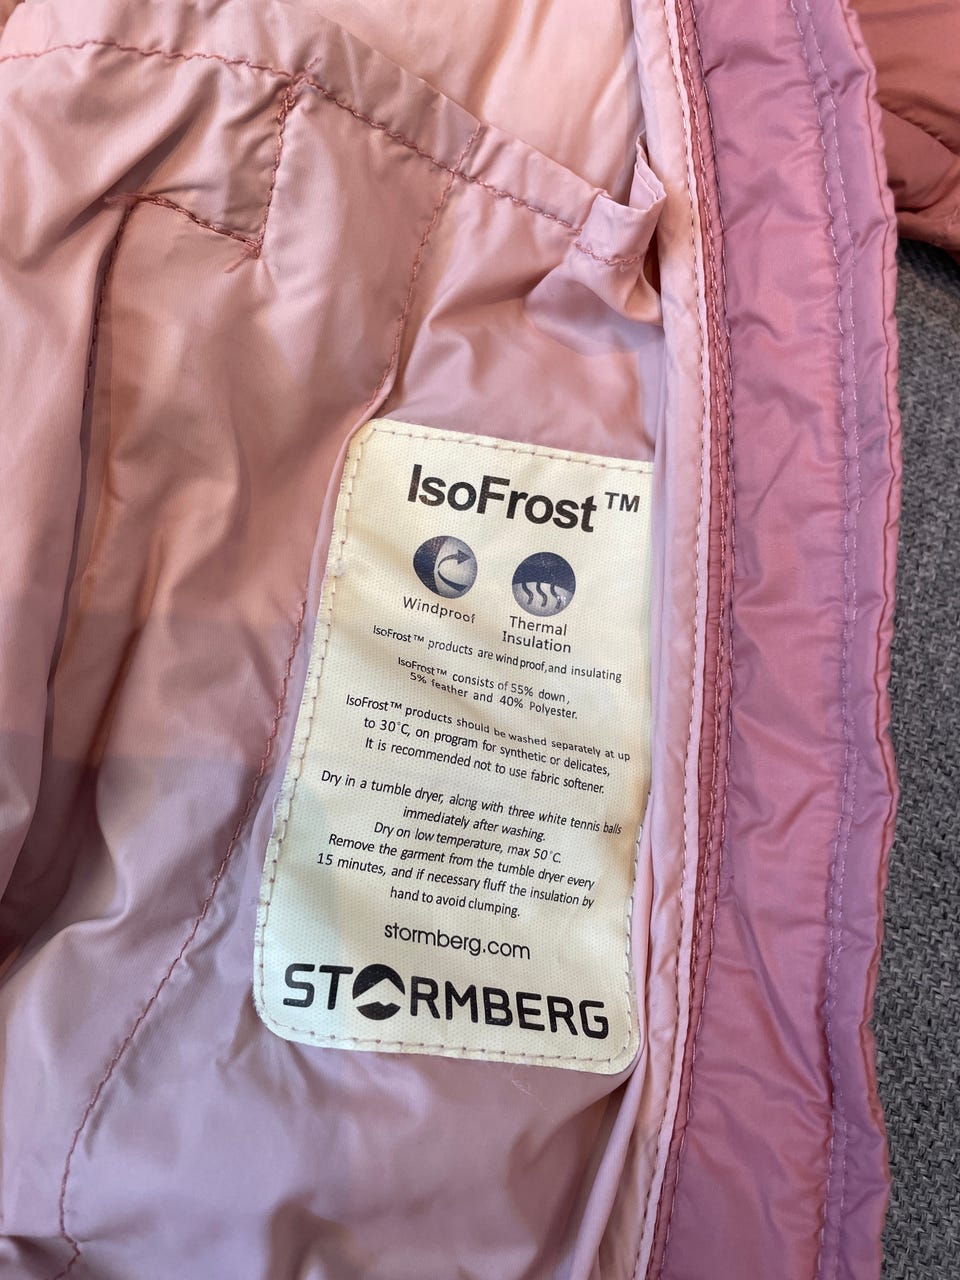 IsoFrost™
Windproof
Thermal
Insulation
IsoFrost™ products are windproof, and insulating
IsoFrost™ consists of 55% down,
5% feather and 40% Polyester.
IsoFrost™ products should be washed separately at up
to 30°C, on program for synthetic or delicates,
It is recommended not to use fabric softener.
Dry in a tumble dryer, along with three white tennis balls
immediately after washing.
Dry on low temperature, max 50°C.
Remove the garment from the tumble dryer every
15 minutes, and if necessary fluff the insulation by
hand to avoid clumping.
stormberg.com
STORMBERG